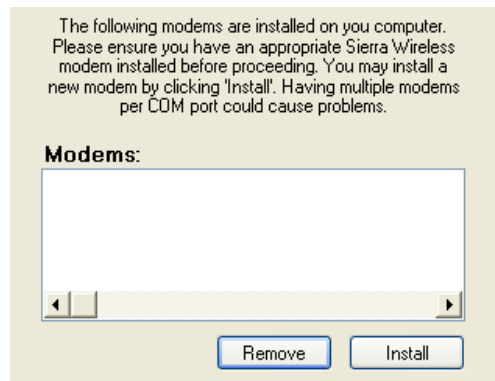 The following modems are installed on you computer.
Please ensure you have an appropriate Sierra Wireless
modem installed before proceeding. You may install a
new modem by clicking 'Install'. Having multiple modems
per COM port could cause problems.
Modems:
Remove Install